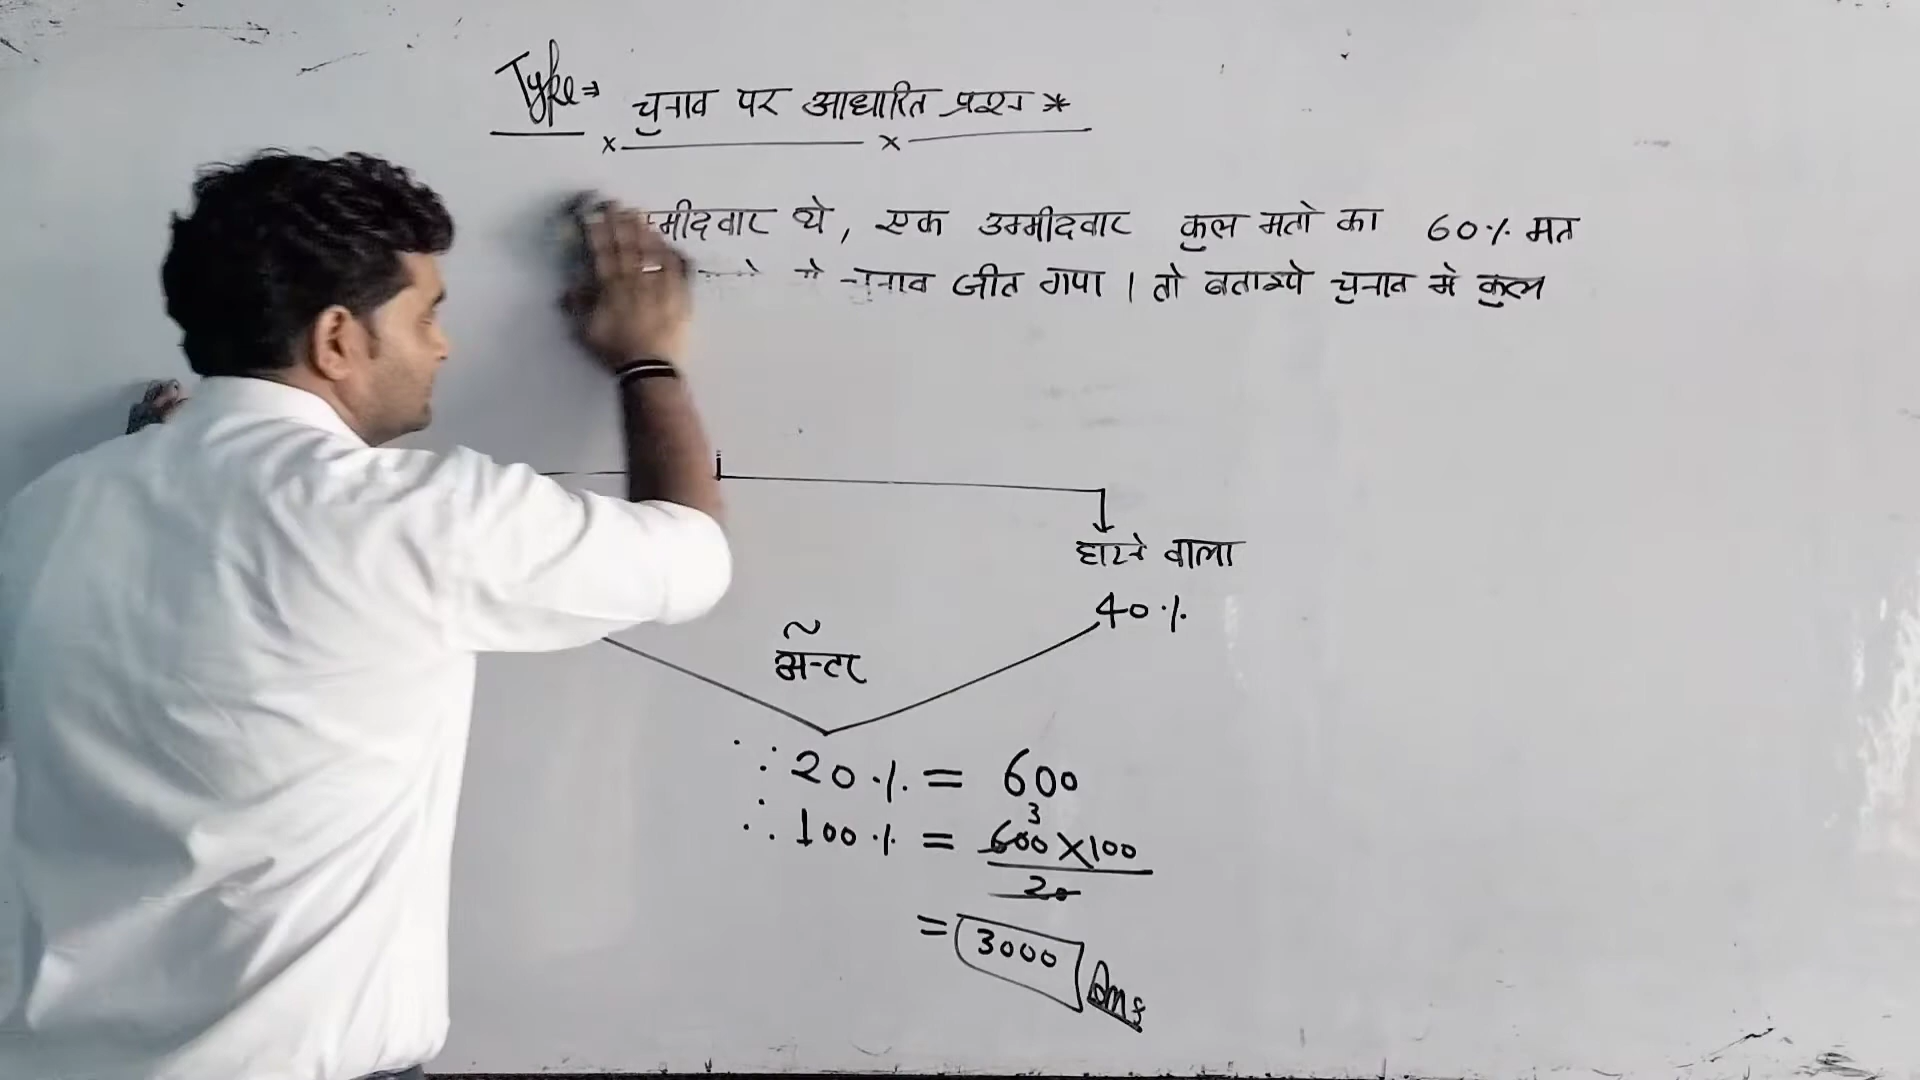 Type⇒ चुनाव पर आधारित प्रश्न *
म्मीदवार थे, एक उम्मीदवार कुल मतो का 60% मत
चुनाव जीत गया । तो बताइये चुनाव मे कुल
हारने वाला
40%
~
अन्तर
∵ 20% = 600
∴ 100% = 600 × 100
3
20
= 3000 Ans